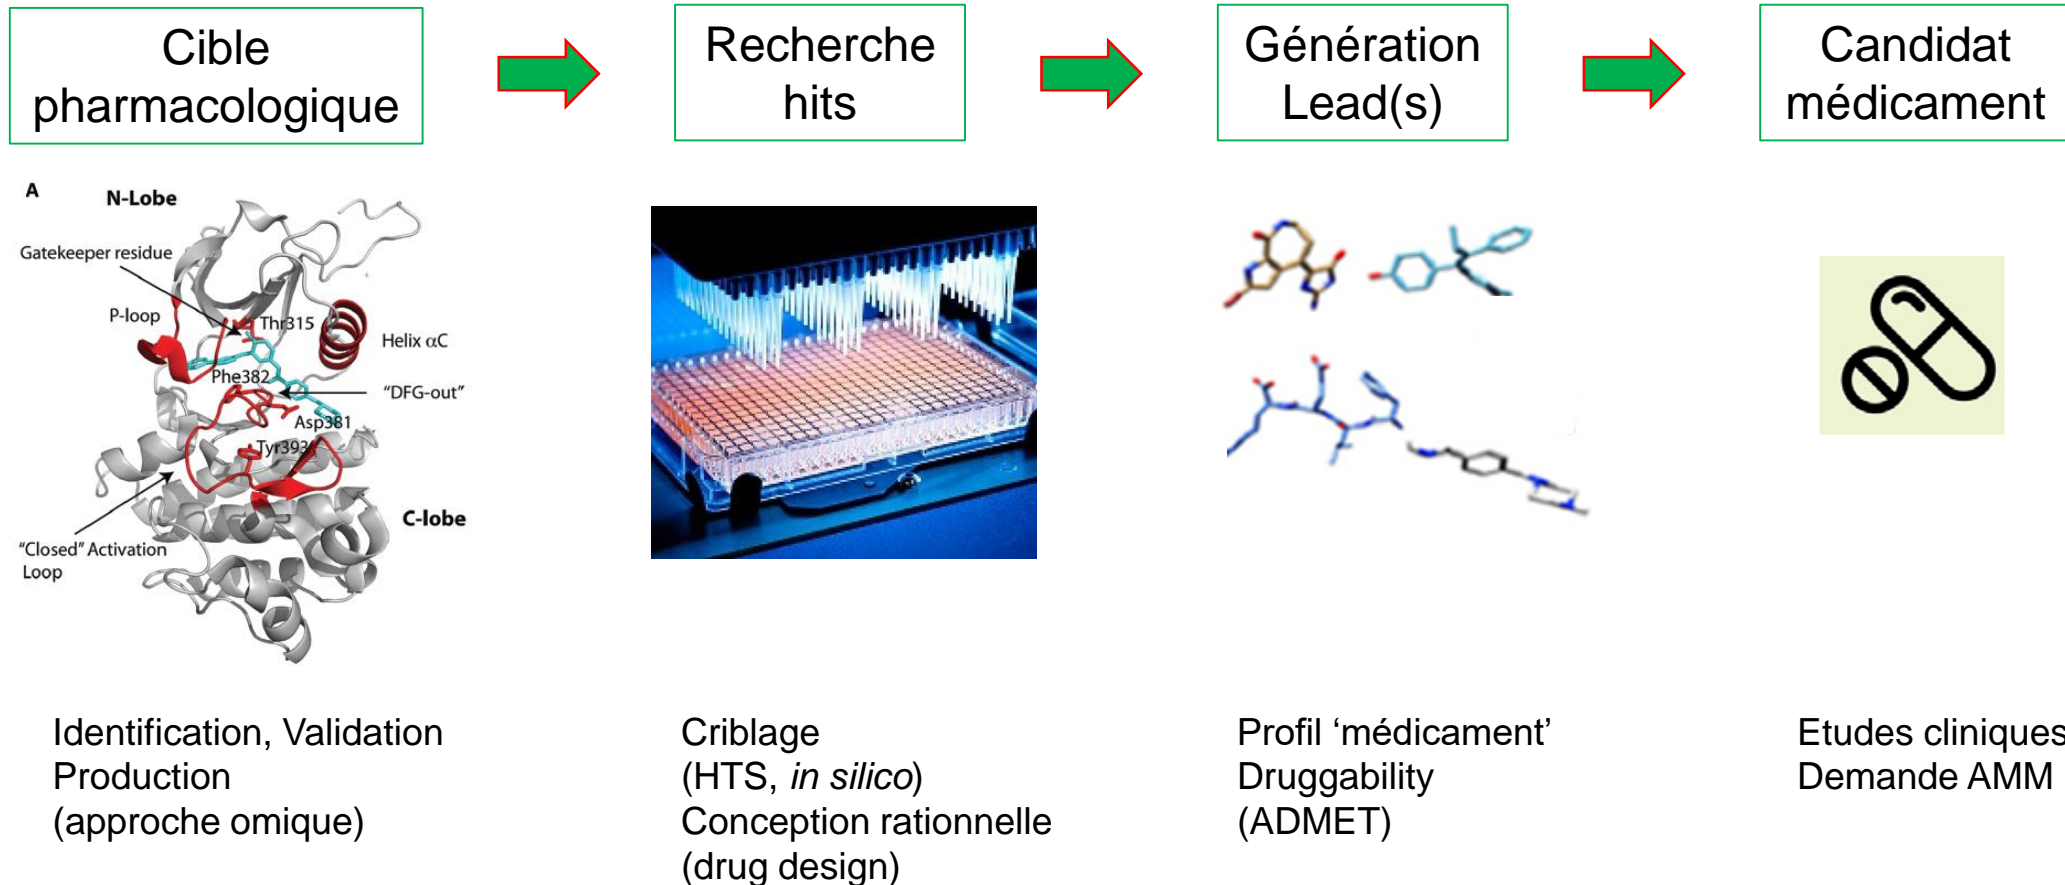 Cible
pharmacologique
Recherche
hits
Génération
Lead(s)
Candidat
médicament
A
N-Lobe
Gatekeeper residue
P-loop
Thr315
Helix αC
Phe382
"DFG-out"
Asp381
Tyr393
C-lobe
"Closed" Activation
Loop
Identification, Validation
Production
(approche omique)
Criblage
(HTS, in silico)
Conception rationnelle
(drug design)
Profil ‘médicament’
Druggability
(ADMET)
Etudes cliniques
Demande AMM